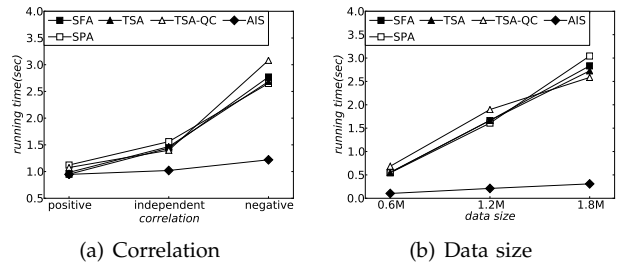 SFA TSA TSA-QC AIS
SPA
running time(sec)
4.0
3.5
3.0
2.5
2.0
1.5
1.0
0.5
positive independent negative
correlation
(a) Correlation
SFA TSA TSA-QC AIS
SPA
running time(sec)
4.0
3.5
3.0
2.5
2.0
1.5
1.0
0.5
0.0
0.6M 1.2M 1.8M
data size
(b) Data size